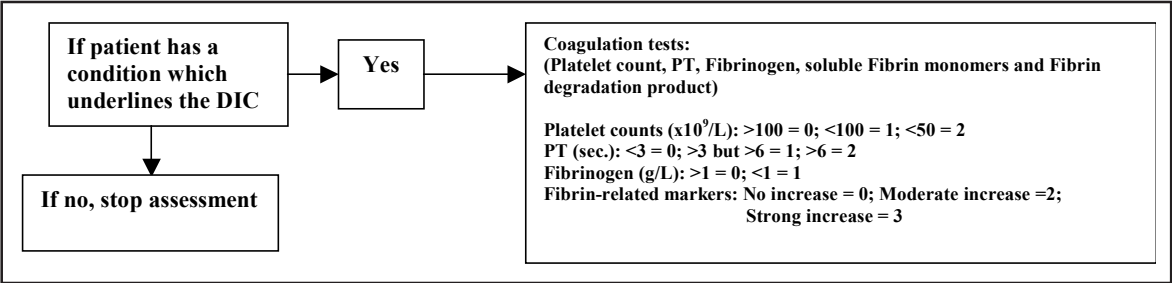 If patient has a
condition which
underlines the DIC
Yes
If no, stop assessment
Coagulation tests:
(Platelet count, PT, Fibrinogen, soluble Fibrin monomers and Fibrin
degradation product)
Platelet counts (x10⁹/L): >100 = 0; <100 = 1; <50 = 2
PT (sec.): <3 = 0; >3 but >6 = 1; >6 = 2
Fibrinogen (g/L): >1 = 0; <1 = 1
Fibrin-related markers: No increase = 0; Moderate increase =2;
Strong increase = 3